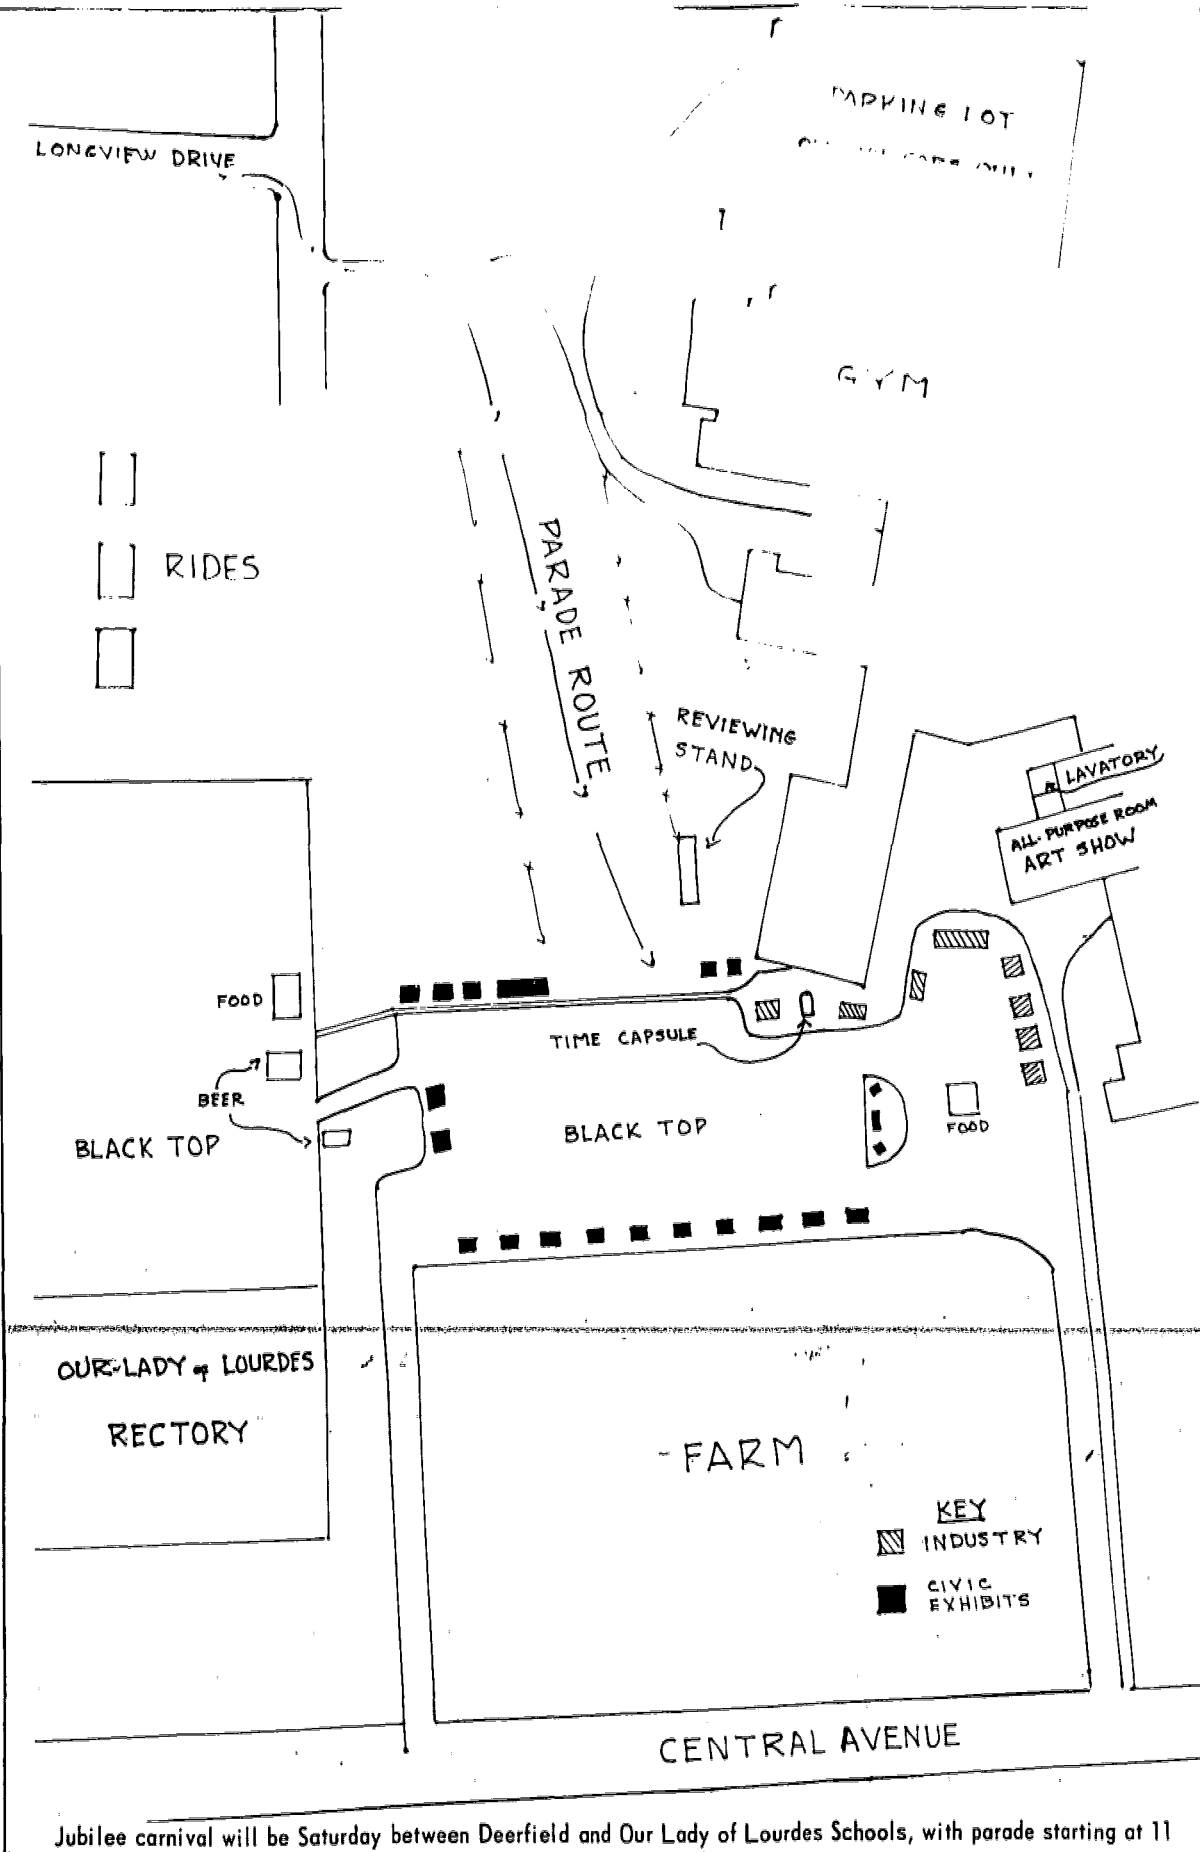 PARKING LOT
LONGVIEW DRIVE
GYM
PARADE ROUTE
RIDES
REVIEWING
STAND
LAVATORY
ALL-PURPOSE ROOM
ART SHOW
FOOD
TIME CAPSULE
BEER
BLACK TOP
BLACK TOP
FOOD
OUR LADY of LOURDES
RECTORY
FARM
KEY
INDUSTRY
CIVIC
EXHIBITS
CENTRAL AVENUE
Jubilee carnival will be Saturday between Deerfield and Our Lady of Lourdes Schools, with parade starting at 11